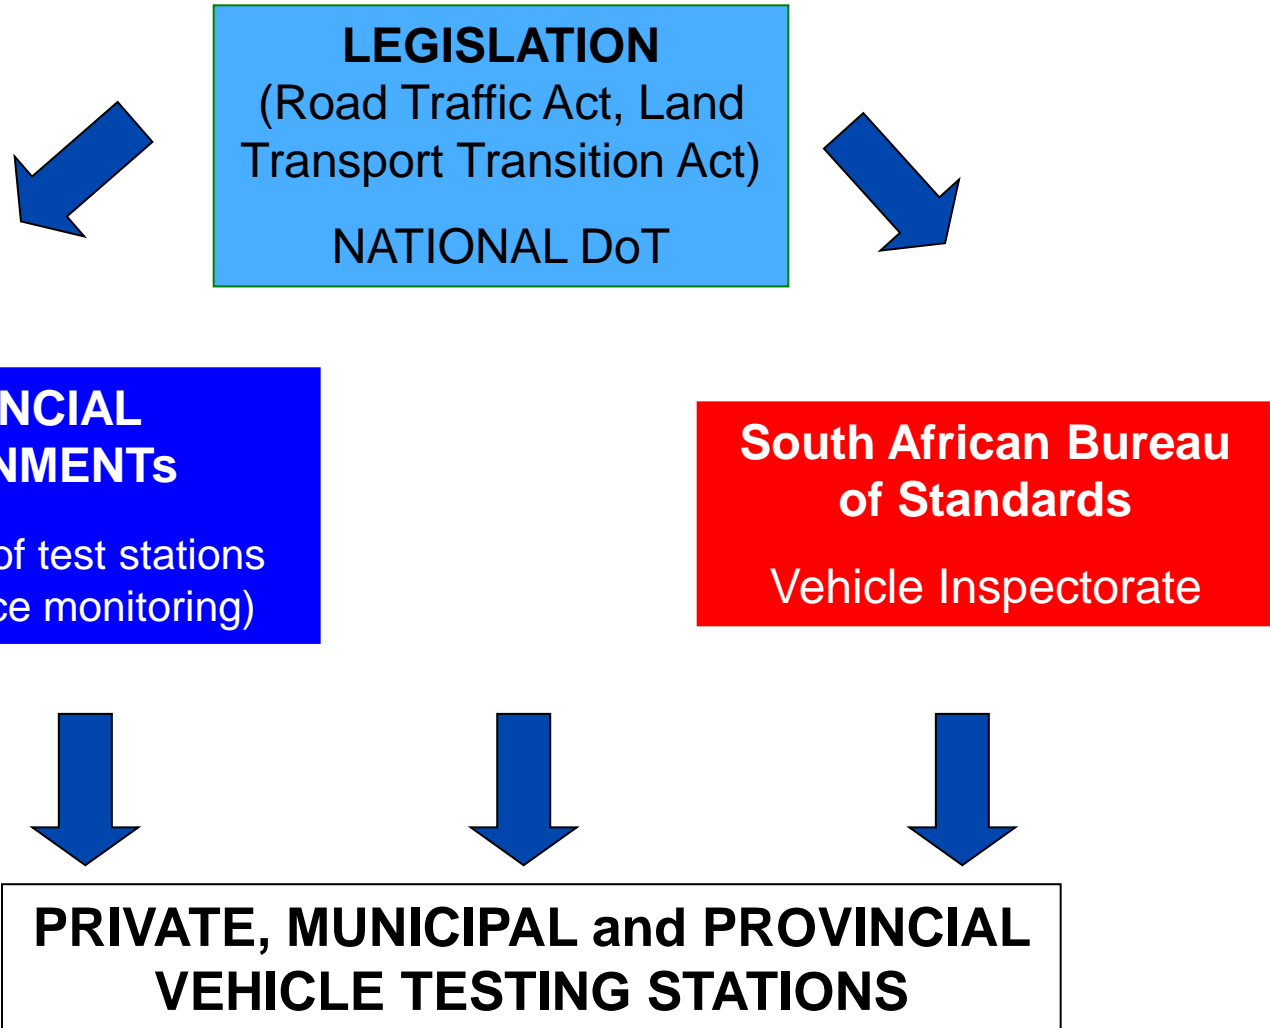 LEGISLATION
(Road Traffic Act, Land
Transport Transition Act)
NATIONAL DoT
NCIAL
NMENTs
of test stations
ce monitoring)
South African Bureau
of Standards
Vehicle Inspectorate
PRIVATE, MUNICIPAL and PROVINCIAL
VEHICLE TESTING STATIONS